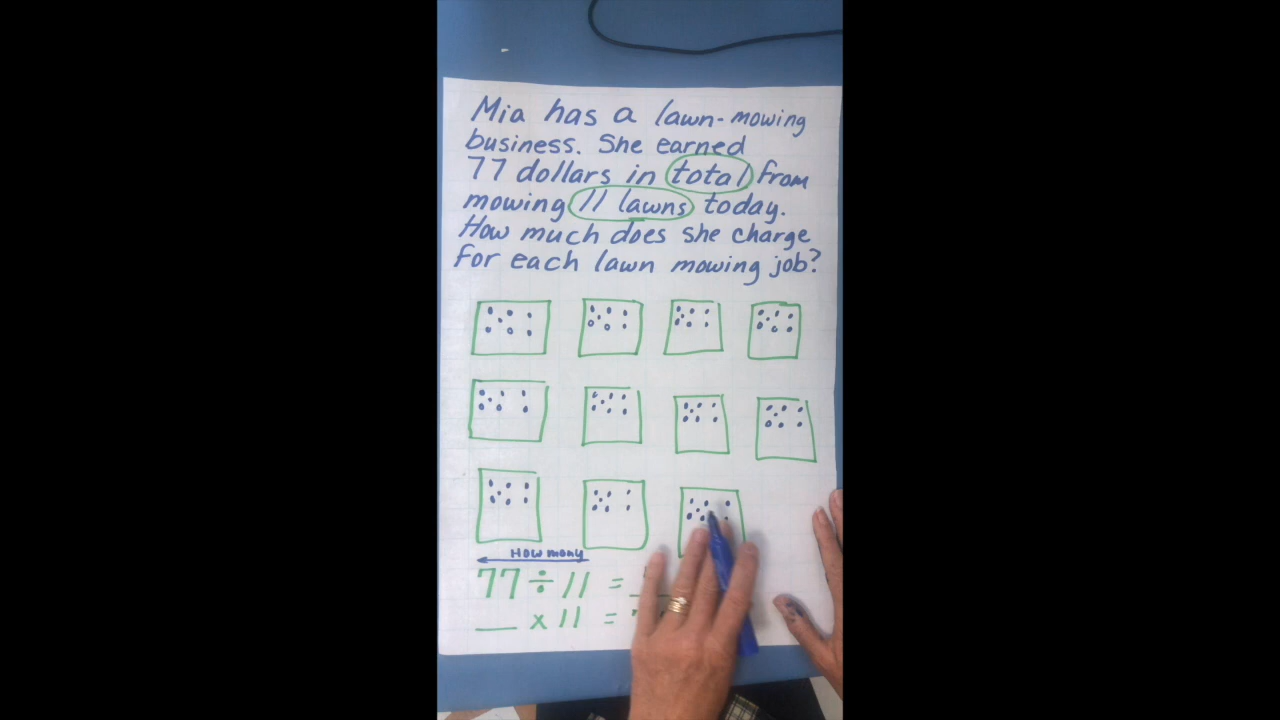 Mia has a lawn-mowing
business. She earned
77 dollars in total from
mowing 11 lawns today.
How much does she charge
for each lawn mowing job?
How many
77 ÷ 11 =
__ x 11 =